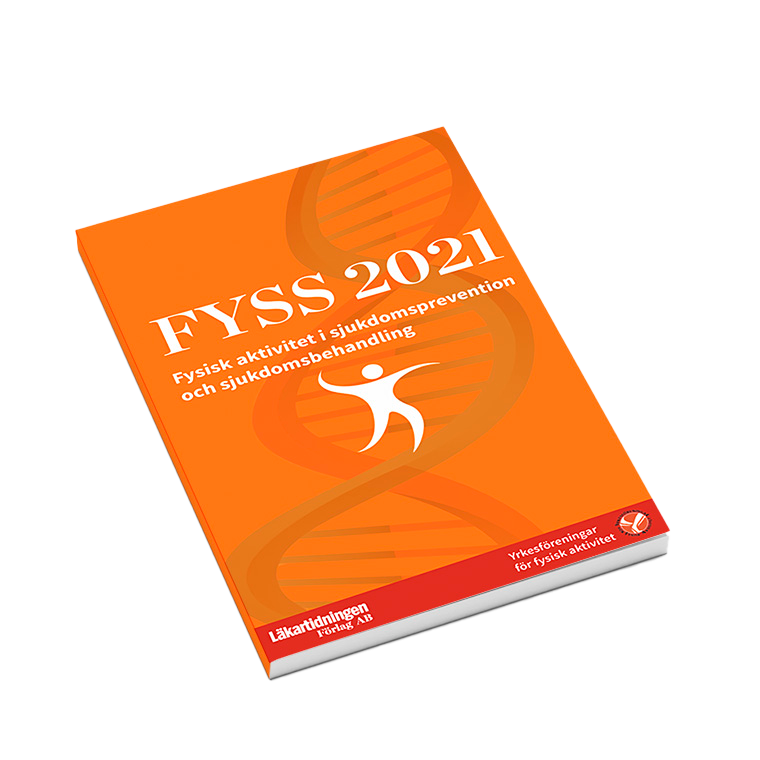 FYSS 2021
Fysisk aktivitet i sjukdomsprevention
och sjukdomsbehandling
Yrkesföreningar
för fysisk aktivitet
Läkartidningen
Förlag AB